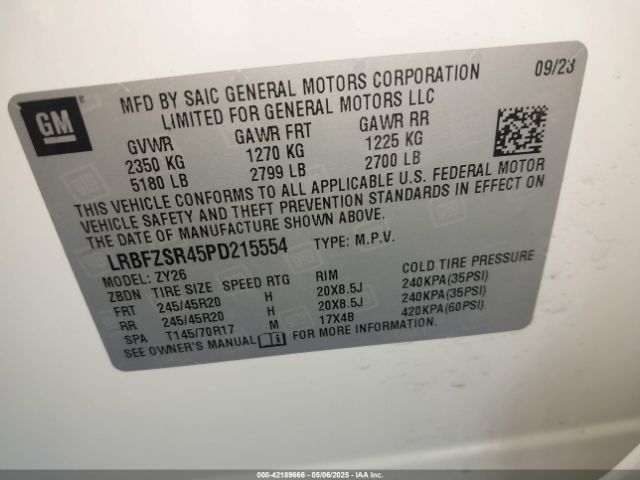 GM
MFD BY SAIC GENERAL MOTORS CORPORATION 09/23
LIMITED FOR GENERAL MOTORS LLC
GVWR GAWR FRT GAWR RR
2350 KG 1270 KG 1225 KG
5180 LB 2799 LB 2700 LB
THIS VEHICLE CONFORMS TO ALL APPLICABLE U.S. FEDERAL MOTOR
VEHICLE SAFETY AND THEFT PREVENTION STANDARDS IN EFFECT ON
THE DATE OF MANUFACTURE SHOWN ABOVE.
LRBFZSR45PD215554 TYPE: M.P.V.
MODEL: ZY26
ZBDN TIRE SIZE SPEED RTG RIM COLD TIRE PRESSURE
FRT 245/45R20 H 20X8.5J 240KPA(35PSI)
RR 245/45R20 H 20X8.5J 240KPA(35PSI)
SPA T145/70R17 M 17X4B 420KPA(60PSI)
SEE OWNER'S MANUAL FOR MORE INFORMATION.
000-42189666 - 05/06/2025 - IAAI.COM